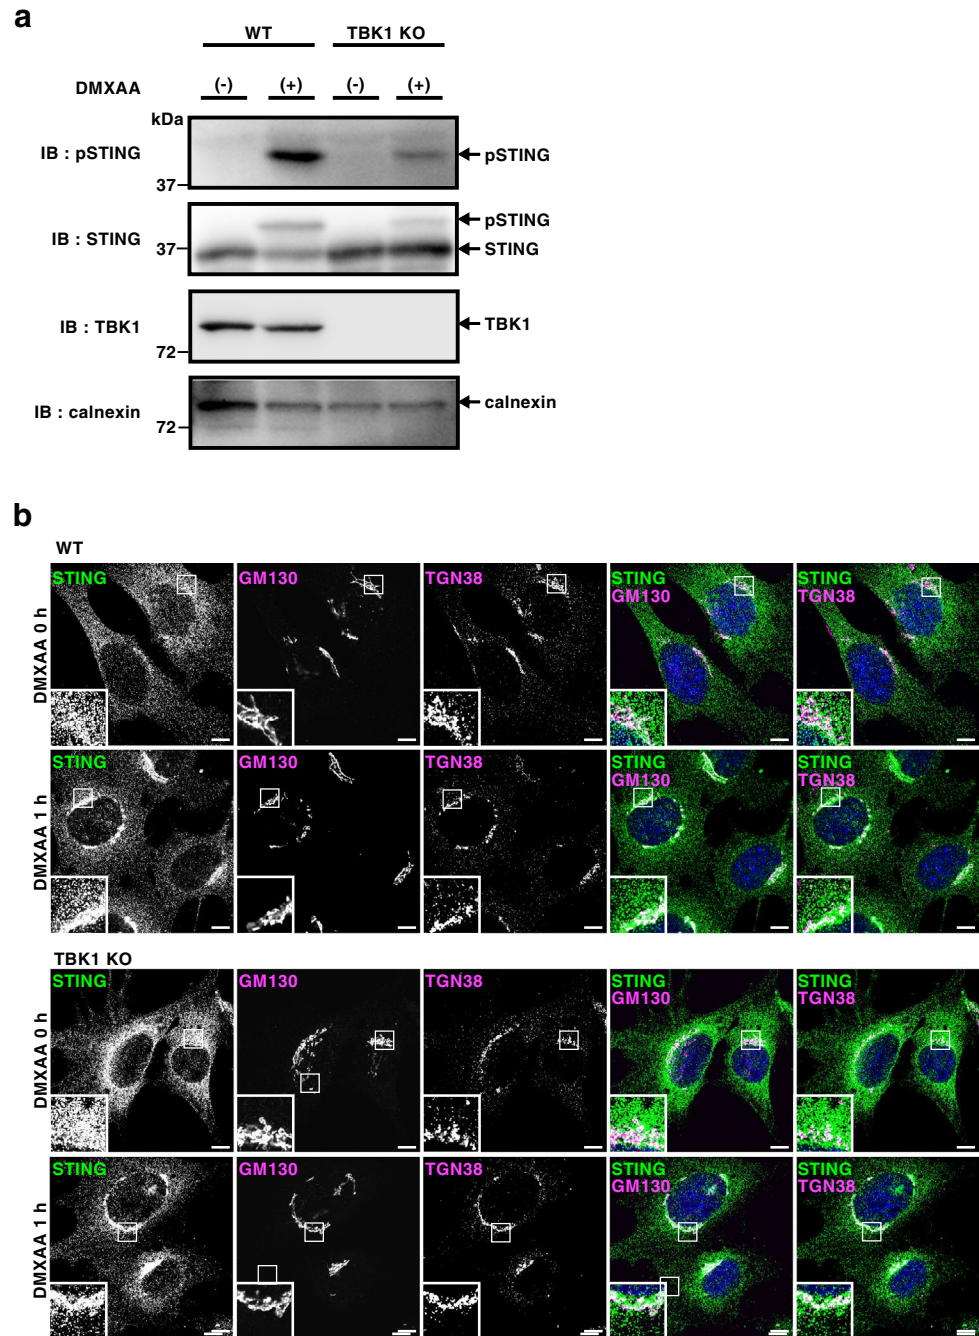 a
WT TBK1 KO
DMXAA (-) (+) (-) (+)
kDa
IB : pSTING pSTING
37
pSTING
IB : STING 37 STING
IB : TBK1 TBK1
72
IB : calnexin calnexin
72
b
WT
DMXAA 0 h
STING GM130 TGN38 STING STING
GM130 TGN38
DMXAA 1 h
STING GM130 TGN38 STING STING
GM130 TGN38
TBK1 KO
DMXAA 0 h
STING GM130 TGN38 STING STING
GM130 TGN38
DMXAA 1 h
STING GM130 TGN38 STING STING
GM130 TGN38